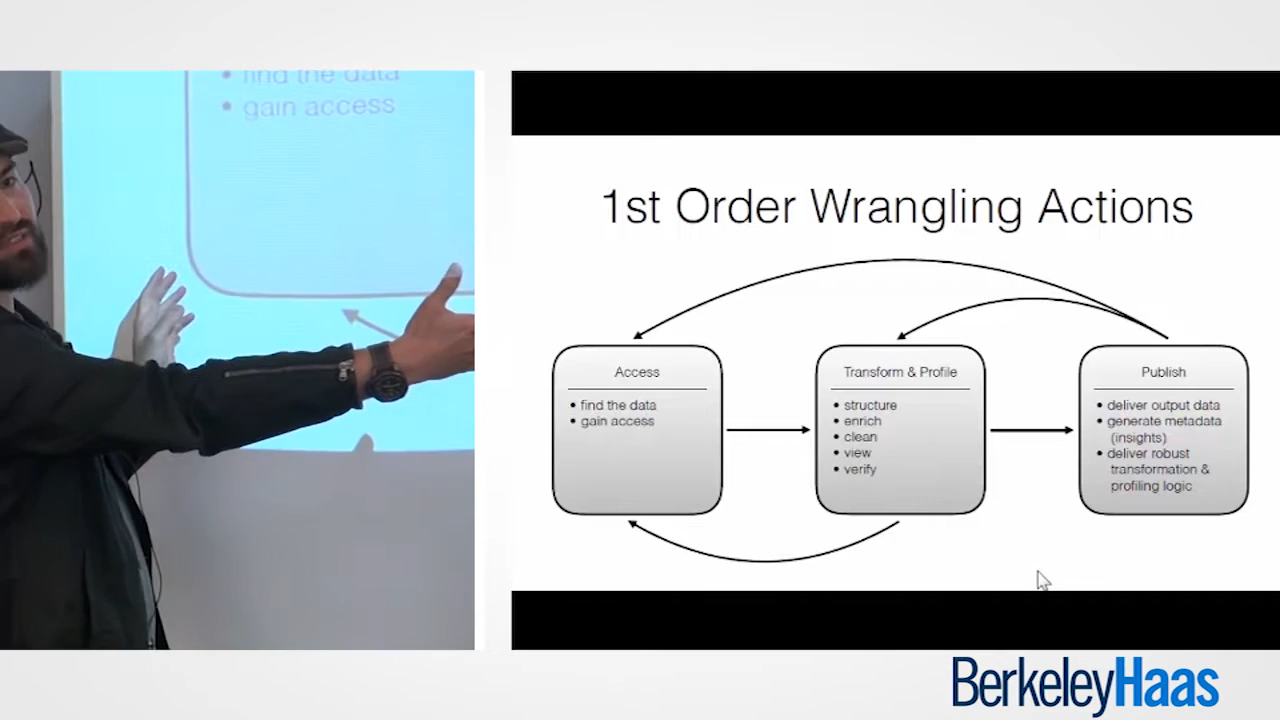 find the data
• gain access
1st Order Wrangling Actions
Access
• find the data
• gain access
Transform & Profile
• structure
• enrich
• clean
• view
• verify
Publish
• deliver output data
• generate metadata
(insights)
• deliver robust
transformation &
profiling logic
BerkeleyHaas